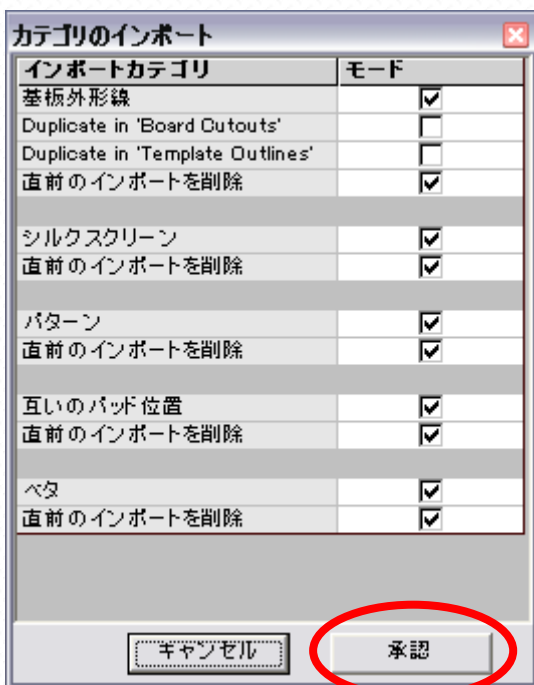 カテゴリのインポート
インポートカテゴリ モード
基板外形線
Duplicate in 'Board Cutouts'
Duplicate in 'Template Outlines'
直前のインポートを削除
シルクスクリーン
直前のインポートを削除
パターン
直前のインポートを削除
互いのパッド位置
直前のインポートを削除
ベタ
直前のインポートを削除
キャンセル 承認